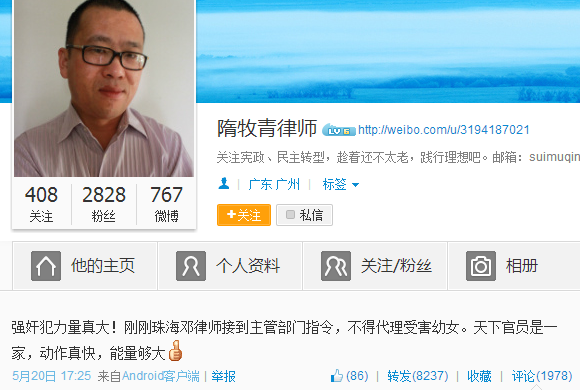 隋牧青律师 LV 6 http://weibo.com/u/3194187021
关注宪政、民主转型，趁着还不太老，践行理想吧。邮箱：suimuqin
广东 广州 标签
408 2828 767
关注 粉丝 微博
+关注 私信
他的主页 个人资料 关注/粉丝 相册
强奸犯力量真大！刚刚珠海邓律师接到主管部门指令，不得代理受害幼女。天下官员是一
家，动作真快，能量够大
5月20日 17:25 来自Android客户端 | 举报 (86) | 转发(8237) | 收藏 | 评论(1978)